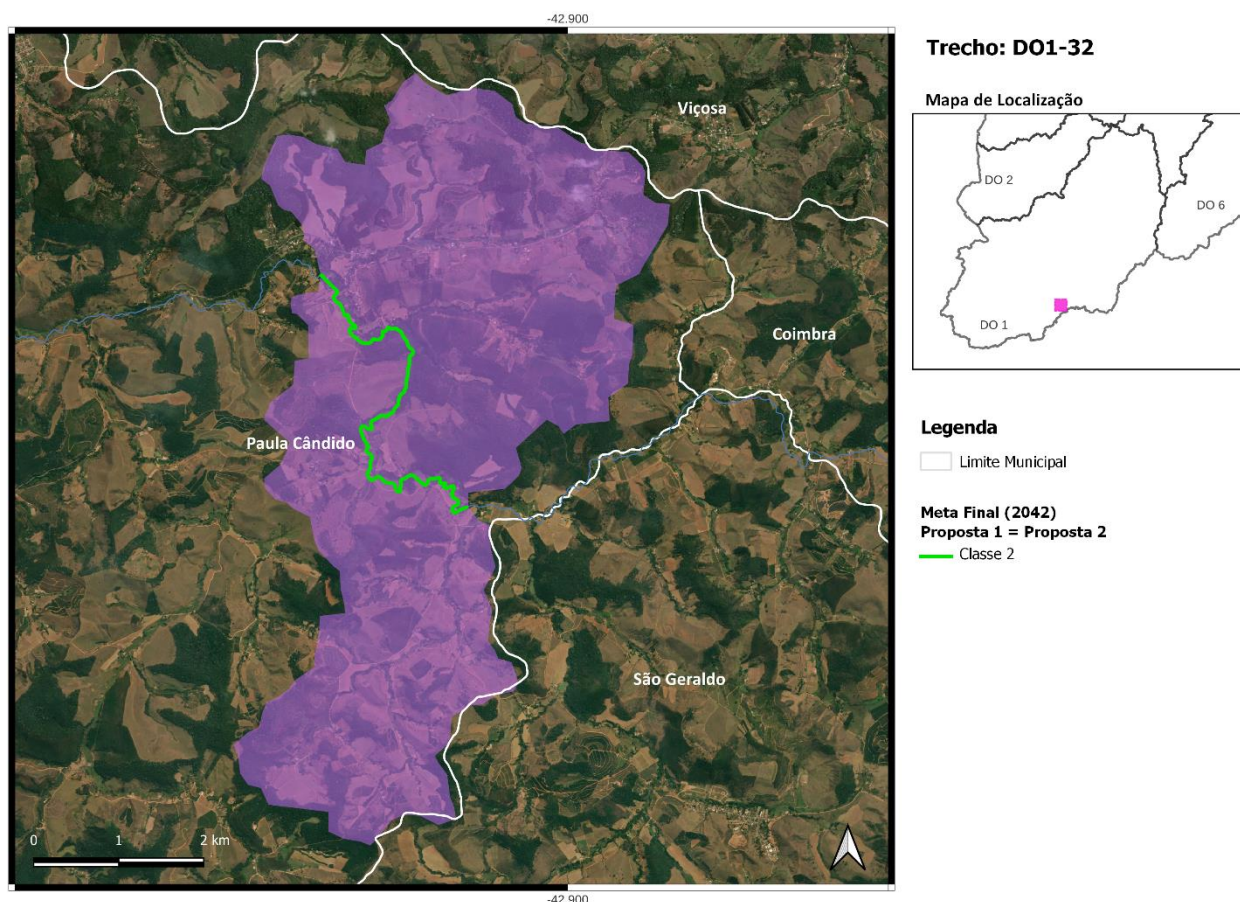 -42.900
Trecho: DO1-32
Mapa de Localização
DO 2
DO 6
DO 1
Viçosa
Coimbra
Paula Cândido
São Geraldo
Legenda
Limite Municipal
Meta Final (2042)
Proposta 1 = Proposta 2
Classe 2
0 1 2 km
-42.900